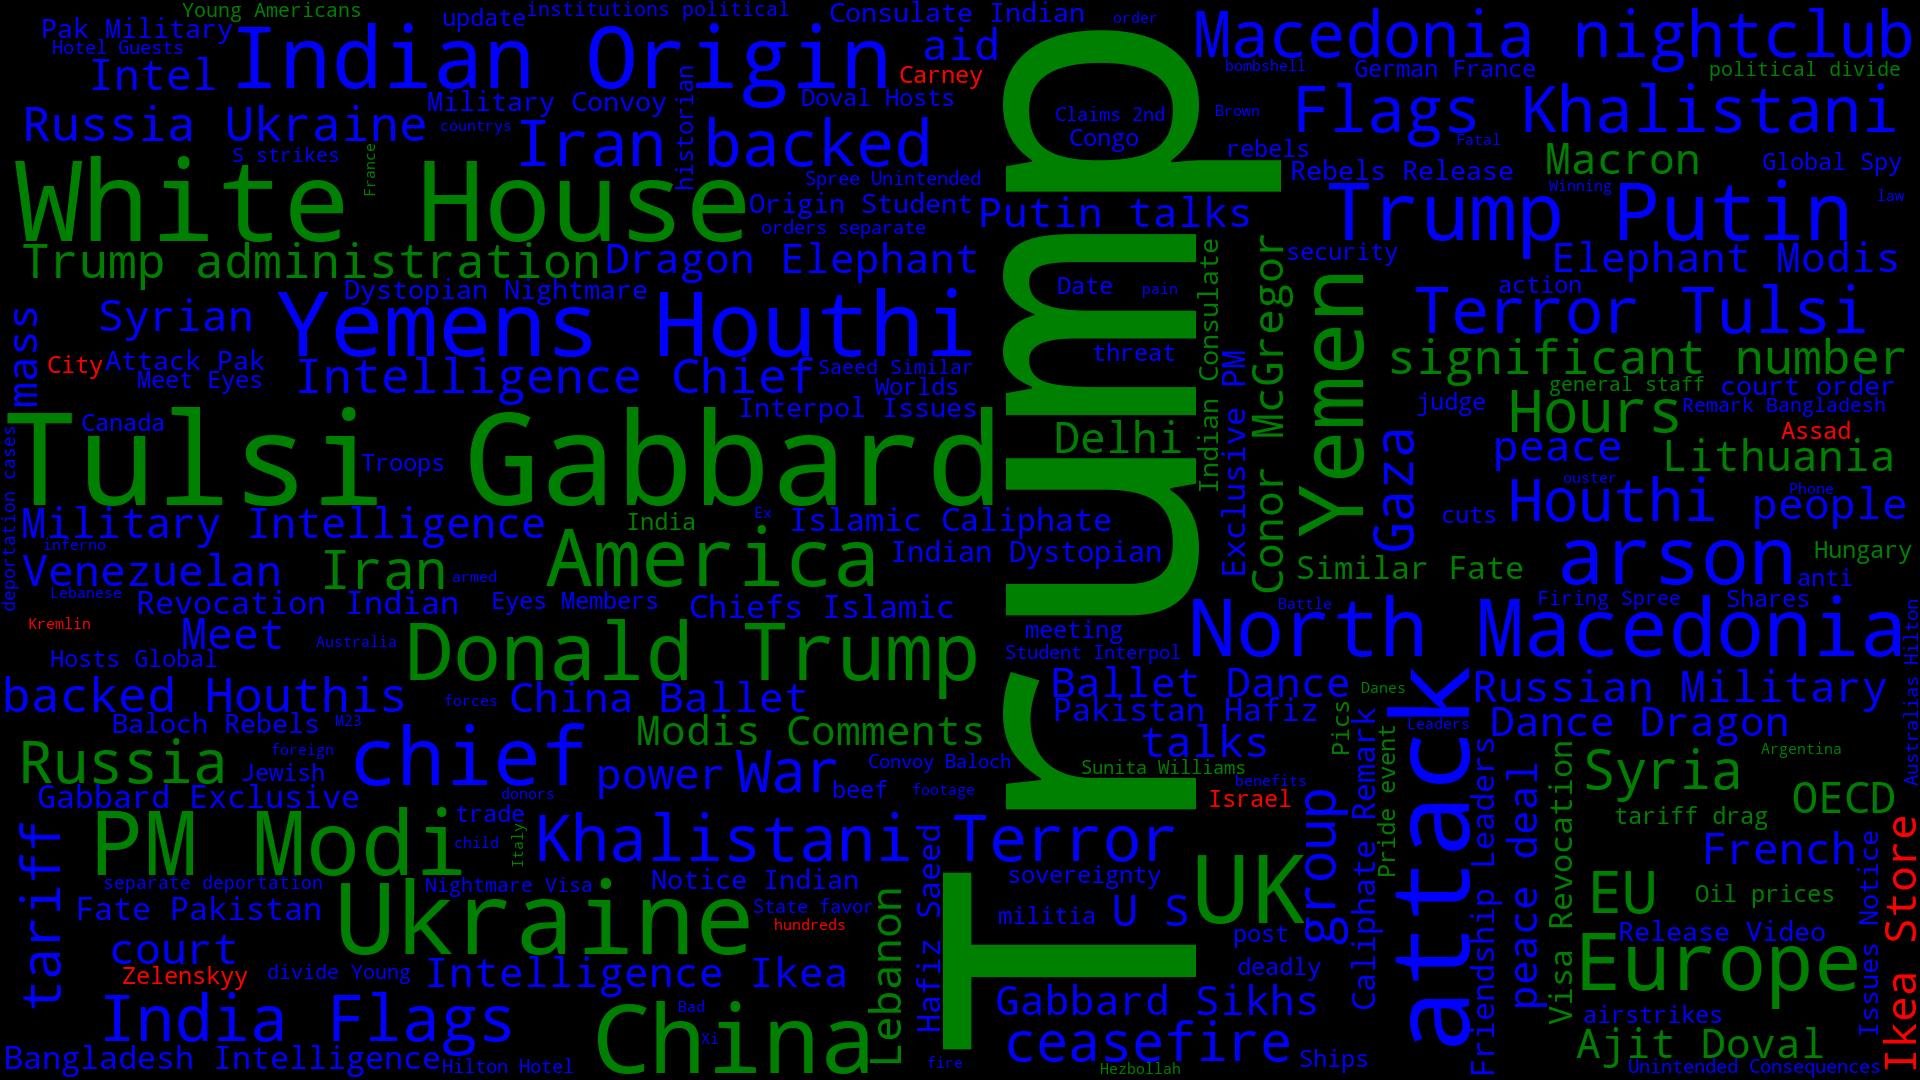 Young Americans
update
institutions political
Consulate Indian
order
Macedonia nightclub
Pak Military
Indian Origin
aid
Hotel Guests
Intel
Carney
bombshell
German France
political divide
historian
Military Convoy
Doval Hosts
Claims 2nd
Brown
Flags Khalistani
Russia Ukraine
countrys
Iran backed
Congo
rebels
Fatal
Macron
Global Spy
S strikes
France
White House
Spree Unintended
Rebels Release
Winning
law
Origin Student
Putin talks
Trump Putin
orders separate
Trump administration
Dragon Elephant
Indian Consulate
Conor McGregor
security
Elephant Modis
Dystopian Nightmare
Date
pain
Yemen
action
mass
Syrian
Yemens Houthi
Terror Tulsi
City
Attack Pak
threat
Exclusive PM
significant number
Meet Eyes
Intelligence Chief
Saeed Similar
Worlds
general staff
court order
Interpol Issues
judge
Hours
Remark Bangladesh
Canada
Tulsi Gabbard
Trump
Delhi
Gaza
Assad
peace
Lithuania
deportation cases
Troops
ouster
Phone
Military Intelligence
India
Ex
Islamic Caliphate
cuts
Houthi
people
inferno
Venezuelan
Iran
armed
America
Indian Dystopian
Similar Fate
arson
Hungary
anti
Lebanese
Revocation Indian
Eyes Members
Chiefs Islamic
Battle
Firing Spree
Shares
Kremlin
Meet
Australia
Donald Trump
meeting
North Macedonia
Australias Hilton
Hosts Global
Student Interpol
backed Houthis
forces
China Ballet
Ballet Dance
Danes
Russian Military
Baloch Rebels
M23
Modis Comments
Pakistan Hafiz
Pics
Caliphate Remark
Pride event
Leaders
attack
Dance Dragon
Russia
foreign
Jewish
chief
power
War
Convoy Baloch
talks
Sunita Williams
Syria
Argentina
Gabbard Exclusive
donors
beef
footage
benefits
Israel
group
Friendship Leaders
peace deal
Visa Revocation
OECD
tariff
PM Modi
trade
child
Italy
Khalistani Terror
tariff drag
French
Issues Notice
Ikea Store
separate deportation
Nightmare Visa
Notice Indian
Hafiz Saeed
sovereignty
UK
EU
Oil prices
Fate Pakistan
Ukraine
State favor
hundreds
Lebanon
militia
U S
court
post
Release Video
Zelenskyy
divide Young
Intelligence Ikea
deadly
Europe
India Flags
China
Bad
Xi
Gabbard Sikhs
airstrikes
ceasefire
Ajit Doval
Bangladesh Intelligence
Hilton Hotel
fire
Hezbollah
Ships
Unintended Consequences